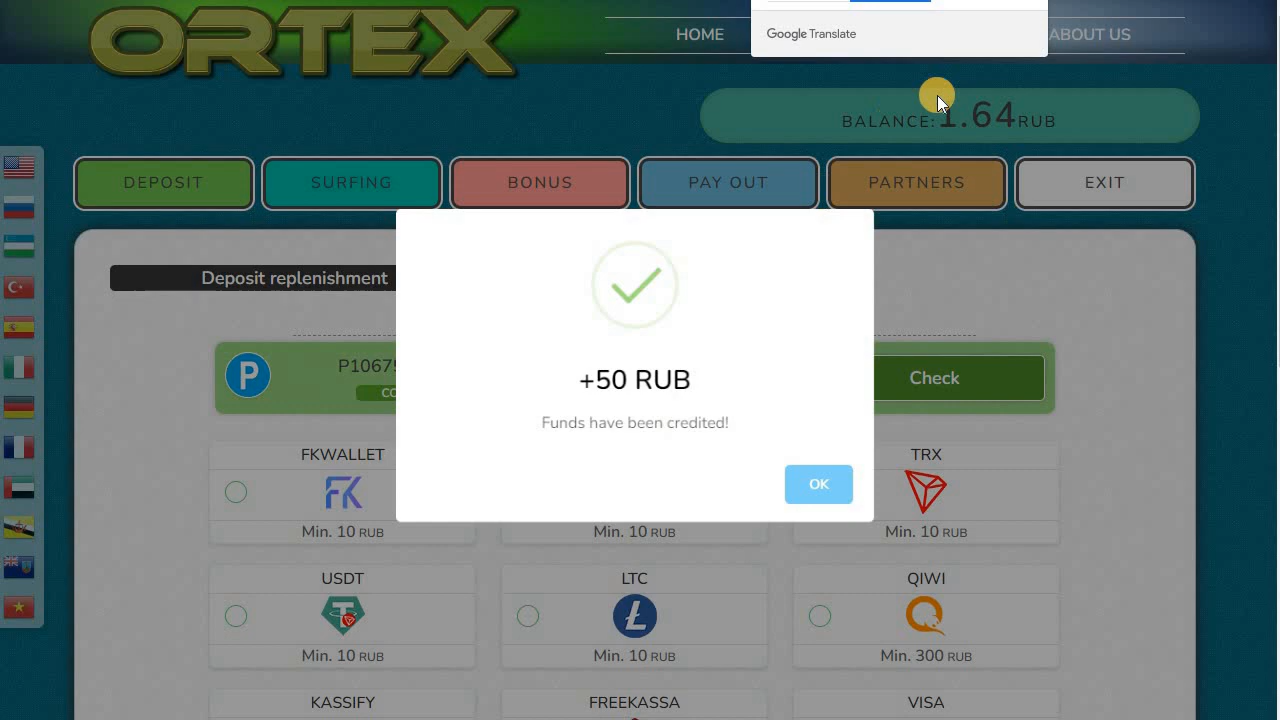 ORTEX
HOME
Google Translate
ABOUT US
BALANCE: 1.64 RUB
DEPOSIT
SURFING
BONUS
PAY OUT
PARTNERS
EXIT
Deposit replenishment
P
+50 RUB
Funds have been credited!
OK
Check
FKWALLET
TRX
FK
Min. 10 RUB
Min. 10 RUB
Min. 10 RUB
USDT
LTC
QIWI
Min. 10 RUB
Min. 10 RUB
Min. 300 RUB
KASSIFY
FREEKASSA
VISA